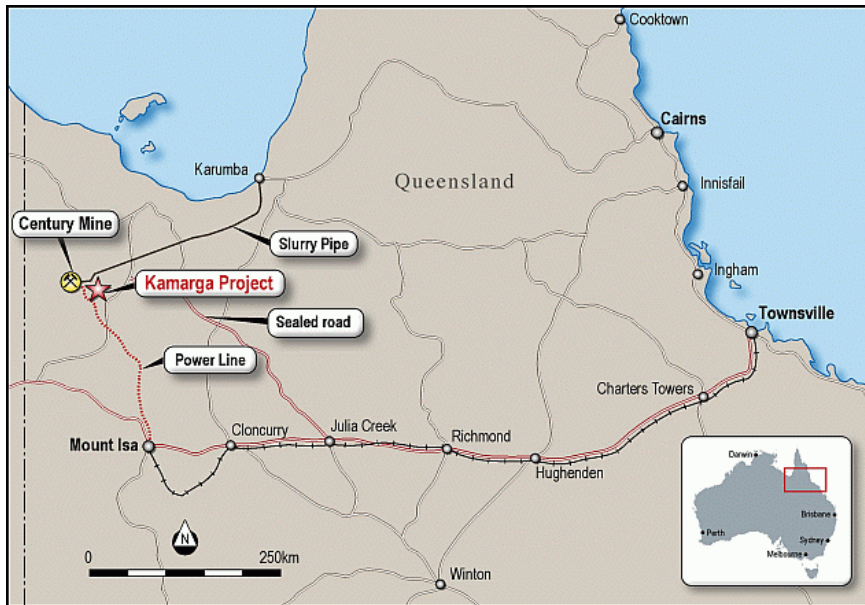 Cooktown
Cairns
Karumba
Innisfail
Queensland
Century Mine
Slurry Pipe
Ingham
Kamarga Project
Townsville
Sealed road
Power Line
Charters Towers
Mount Isa
Cloncurry
Julia Creek
Richmond
Hughenden
N
0
250km
Winton
Darwin
Brisbane
Perth
Sydney
Melbourne